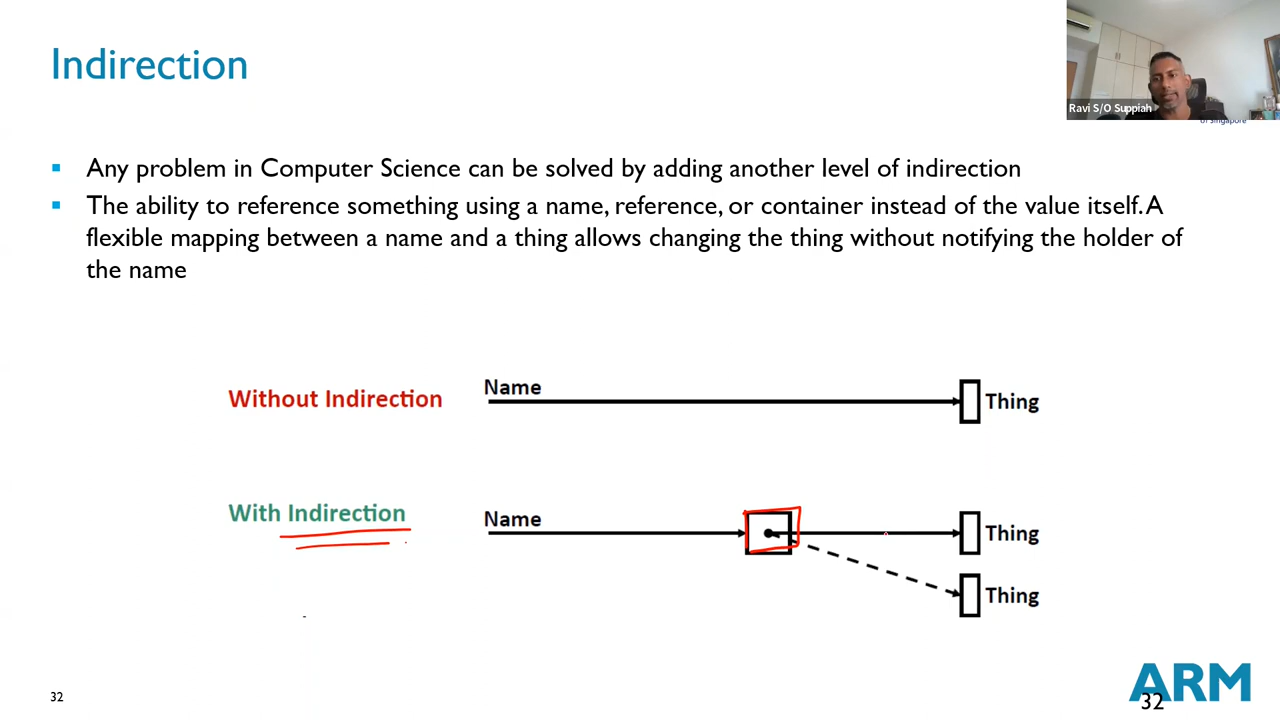 Indirection
Ravi S/O Suppiah
of Singapore
Any problem in Computer Science can be solved by adding another level of indirection
The ability to reference something using a name, reference, or container instead of the value itself. A
flexible mapping between a name and a thing allows changing the thing without notifying the holder of
the name
Without Indirection
Name
Thing
With Indirection
Name
Thing
Thing
32
ARM
32